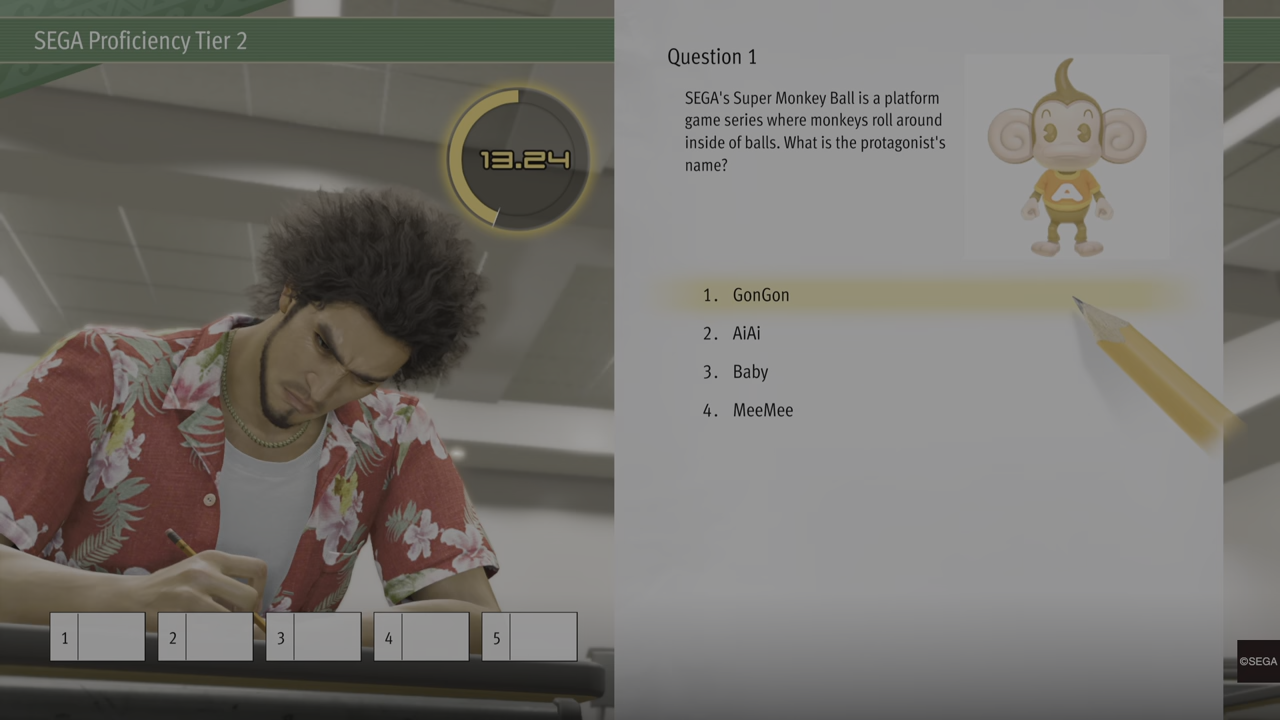 SEGA Proficiency Tier 2
13.24
Question 1
SEGA's Super Monkey Ball is a platform
game series where monkeys roll around
inside of balls. What is the protagonist's
name?
A
1. GonGon
2. AiAi
3. Baby
4. MeeMee
1
2
3
4
5
©SEGA